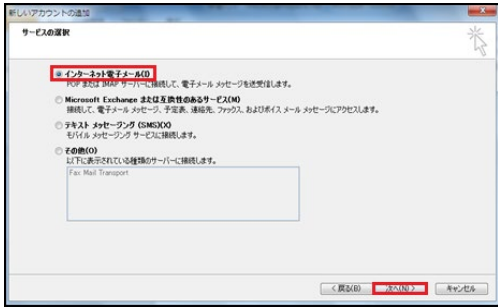 新しいアカウントの追加
サービスの選択
インターネット電子メール(I)
POP または IMAP サーバーに接続して、電子メール メッセージを送受信します。
Microsoft Exchange または互換性のあるサービス(M)
接続して、電子メール メッセージ、予定表、連絡先、ファックス、およびボイス メール メッセージにアクセスします。
テキスト メッセージング (SMS)(X)
モバイル メッセージング サービスに接続します。
その他(O)
以下に表示されている種類のサーバーに接続します。
Fax Mail Transport
< 戻る(B) 次へ(N) > キャンセル